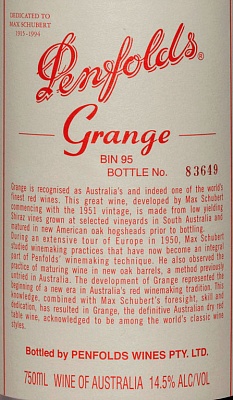 DEDICATED TO
MAX SCHUBERT
1915-1994
Penfolds®
Grange
BIN 95
BOTTLE No. 83649
Grange is recognised as Australia's and indeed one of the world's
finest red wines. This great wine, developed by Max Schubert
commencing with the 1951 vintage, is made from low yielding
Shiraz vines grown at selected vineyards in South Australia and
matured in new American oak hogsheads prior to bottling.
During an extensive tour of Europe in 1950, Max Schubert
studied winemaking practices that have now become an integral
part of Penfolds' winemaking technique. He also observed the
practice of maturing wine in new oak barrels, a method previously
untried in Australia. The development of Grange represented the
beginning of a new era in Australia's red winemaking tradition. This
knowledge, combined with Max Schubert's foresight, skill and
dedication, has resulted in Grange, the definitive Australian dry red
table wine, acknowledged to be among the world's classic wine
styles.
Bottled by PENFOLDS WINES PTY. LTD.
750ML WINE OF AUSTRALIA 14.5% ALC/VOL